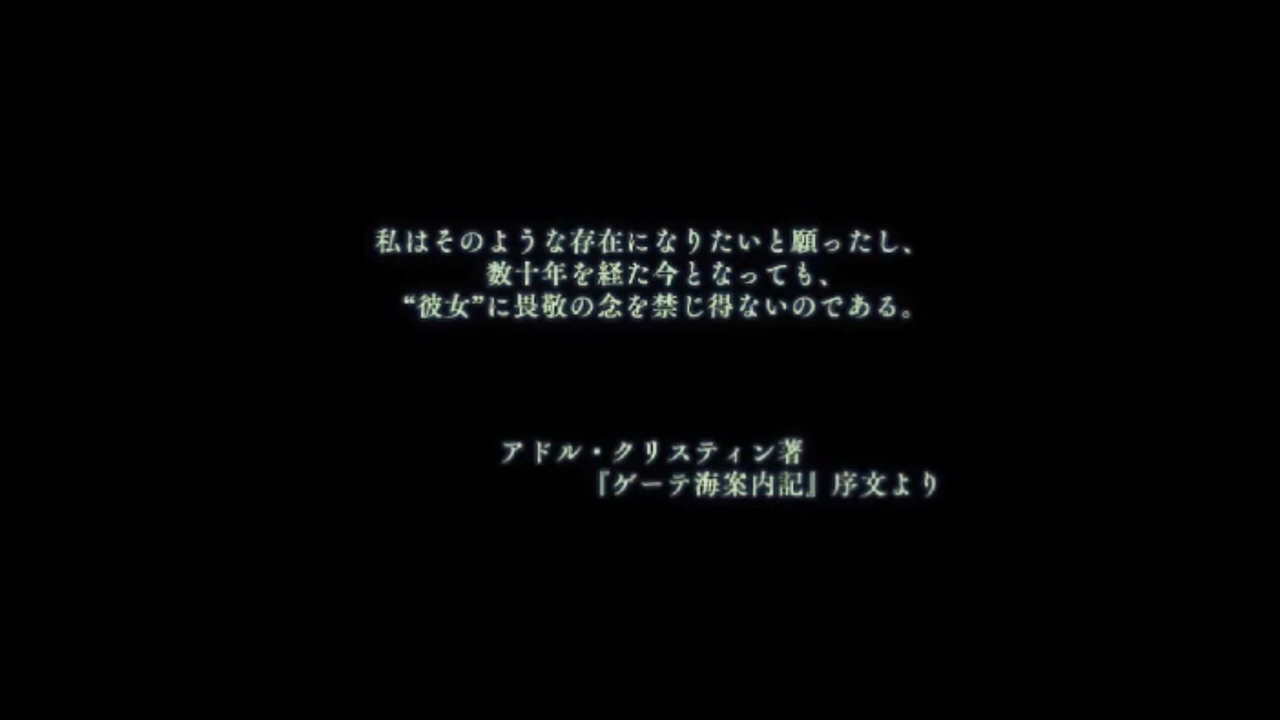 私はそのような存在になりたいと願ったし、
数十年を経た今となっても、
“彼女”に畏敬の念を禁じ得ないのである。
アドル・クリスティン著
『ゲーテ海案内記』序文より